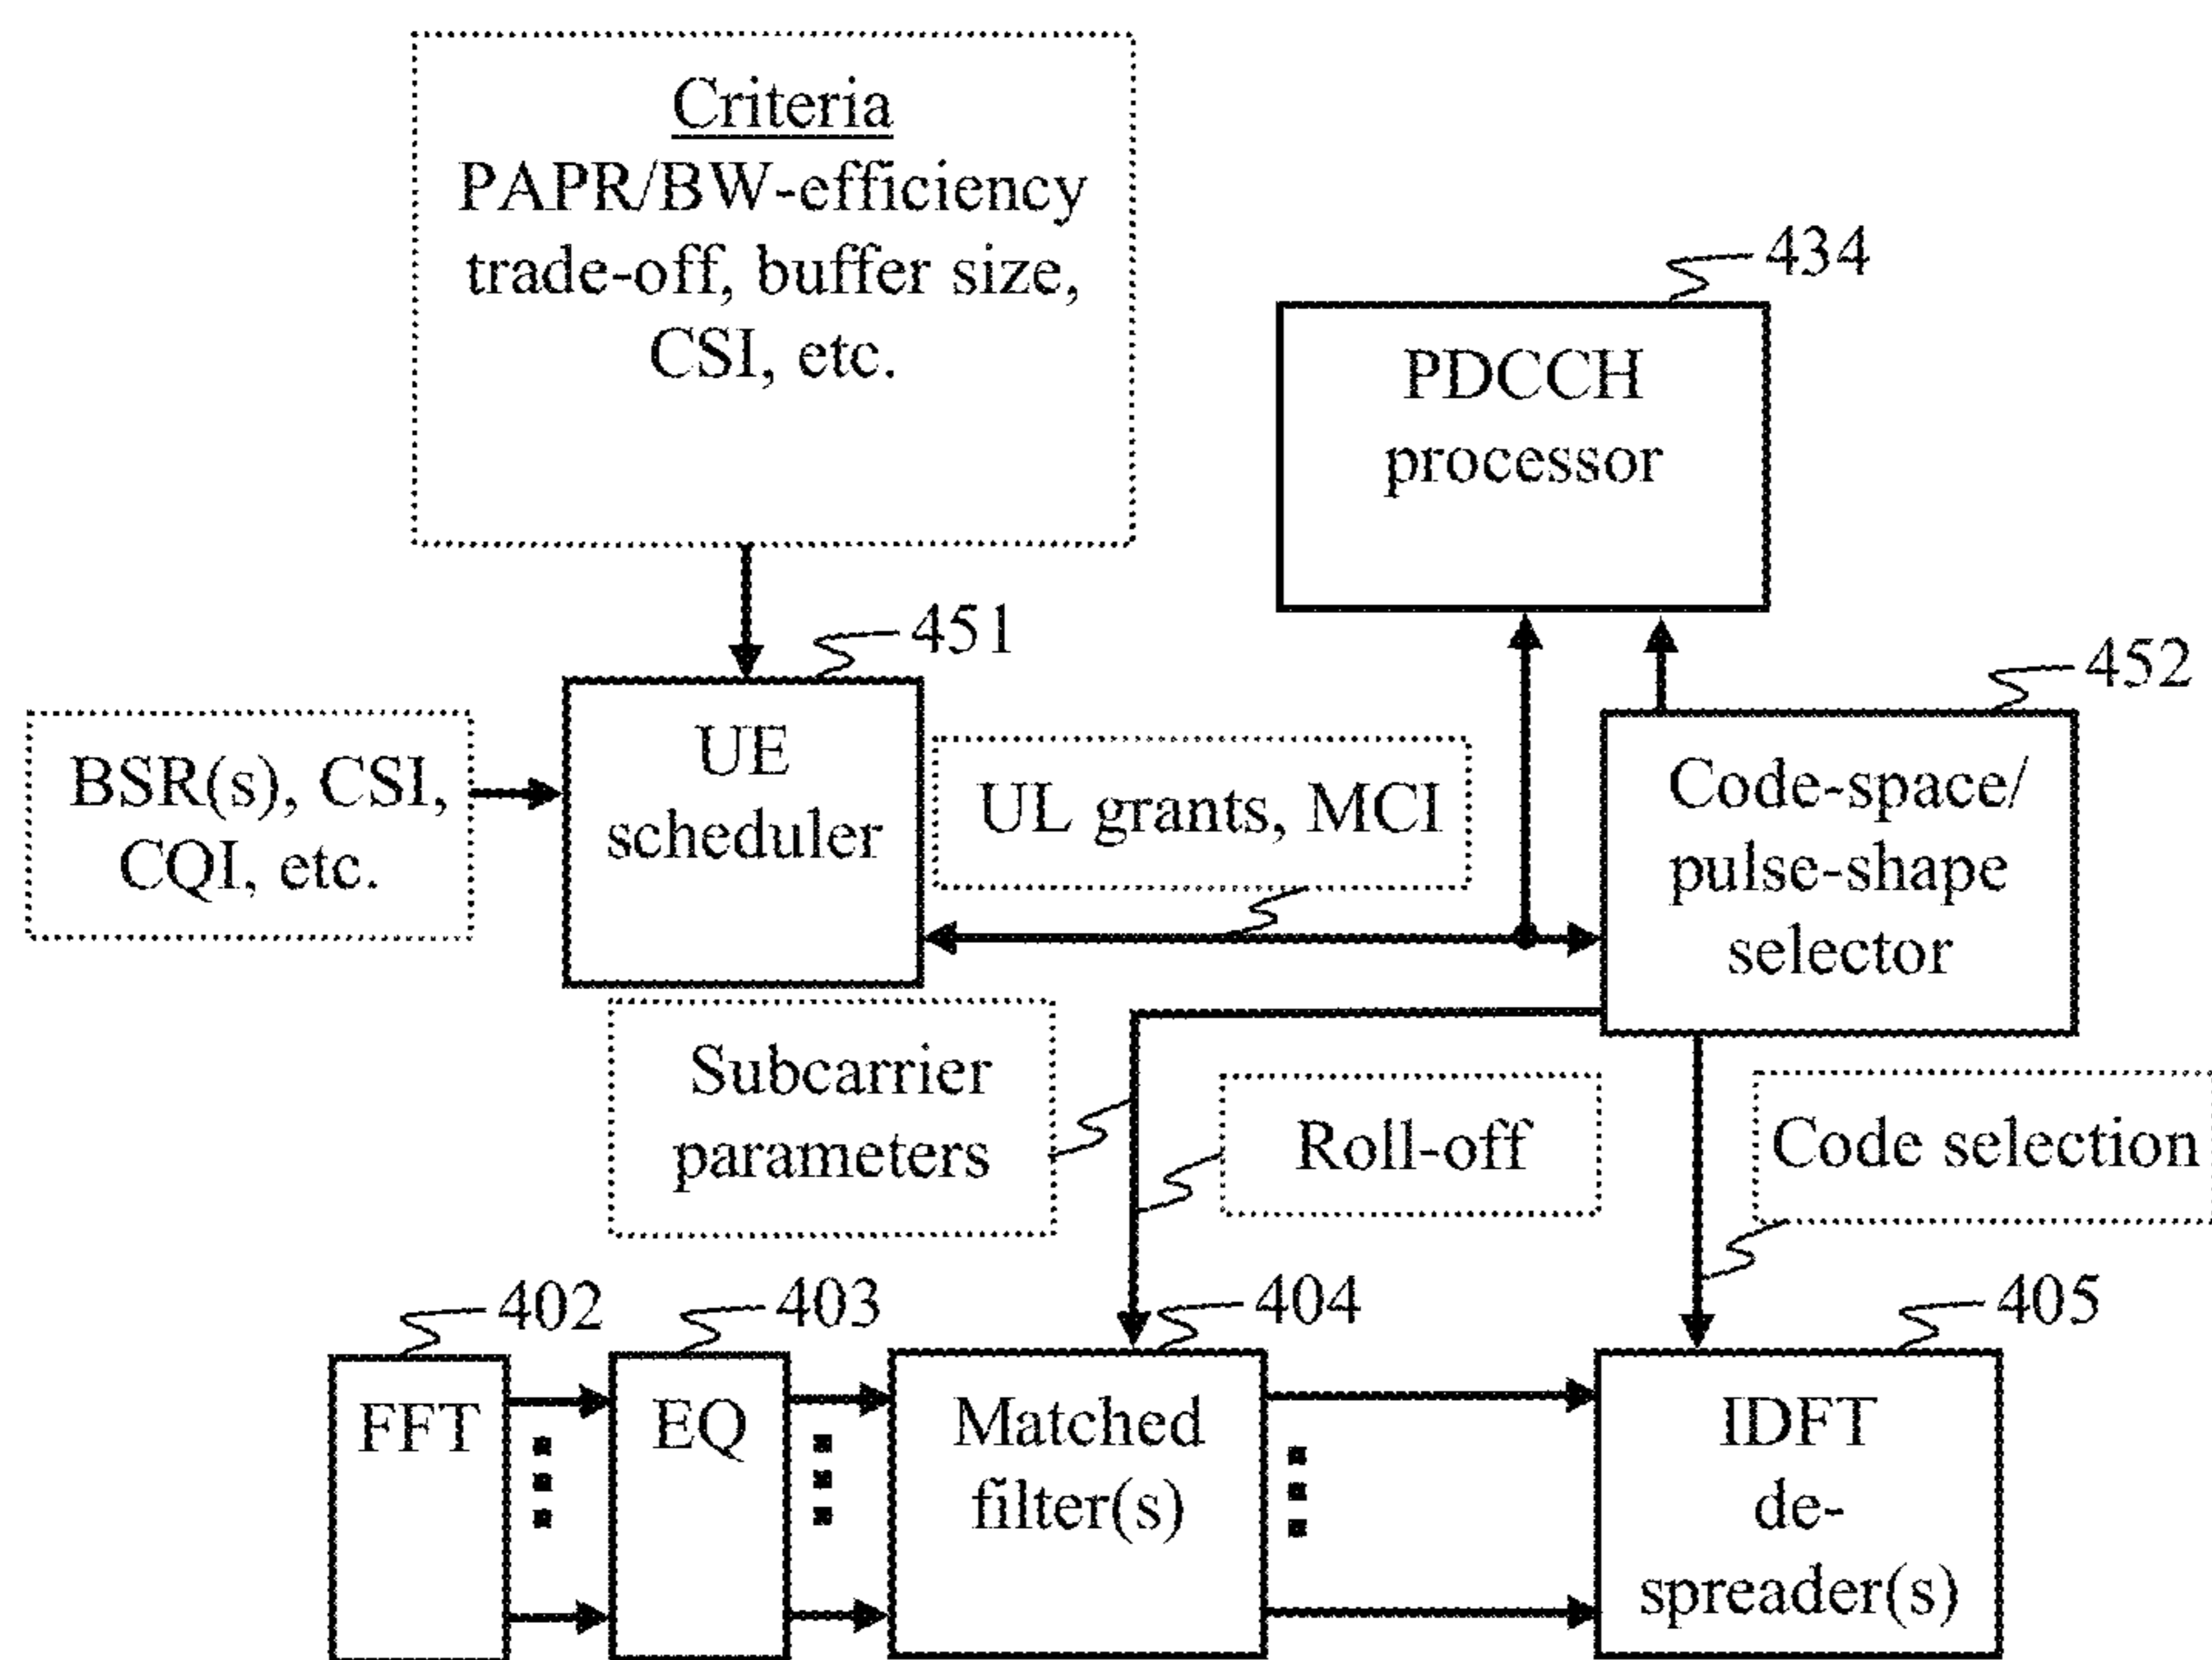 Criteria
PAPR/BW-efficiency
trade-off, buffer size,
CSI, etc.
434
PDCCH
processor
451
452
BSR(s), CSI,
CQI, etc.
UE
scheduler
UL grants, MCI
Code-space/
pulse-shape
selector
Subcarrier
parameters
Roll-off
Code selection
402
403
404
405
FFT
EQ
Matched
filter(s)
IDFT
de-
spreader(s)